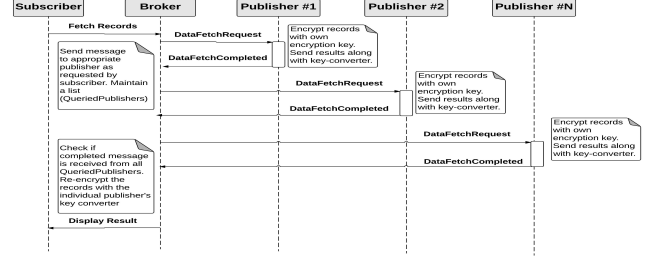 Subscriber
Broker
Publisher #1
Publisher #2
Publisher #N
Fetch Records
DataFetchRequest
DataFetchCompleted
Encrypt records
with own
encryption key.
Send results along
with key-converter.
Send message
to appropriate
publisher as
requested by
subscriber. Maintain
a list
(QueriedPublishers)
DataFetchRequest
DataFetchCompleted
Encrypt records
with own
encryption key.
Send results along
with key-converter.
DataFetchRequest
DataFetchCompleted
Encrypt records
with own
encryption key.
Send results along
with key-converter.
Check if
completed message
is received from all
QueriedPublishers.
Re-encrypt the
records with the
individual publisher's
key converter
Display Result